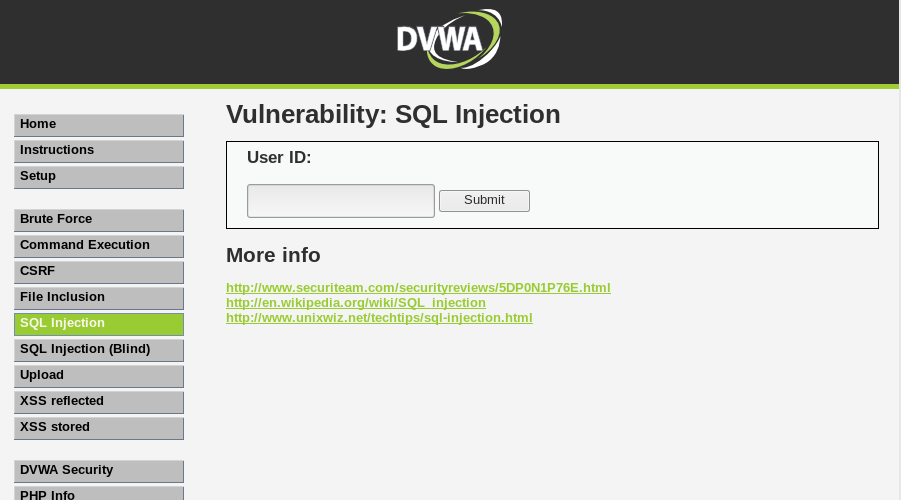 DVWA
Home
Instructions
Setup
Brute Force
Command Execution
CSRF
File Inclusion
SQL Injection
SQL Injection (Blind)
Upload
XSS reflected
XSS stored
DVWA Security
PHP Info
Vulnerability: SQL Injection
User ID:
Submit
More info
http://www.securiteam.com/securityreviews/5DP0N1P76E.html
http://en.wikipedia.org/wiki/SQL_injection
http://www.unixwiz.net/techtips/sql-injection.html